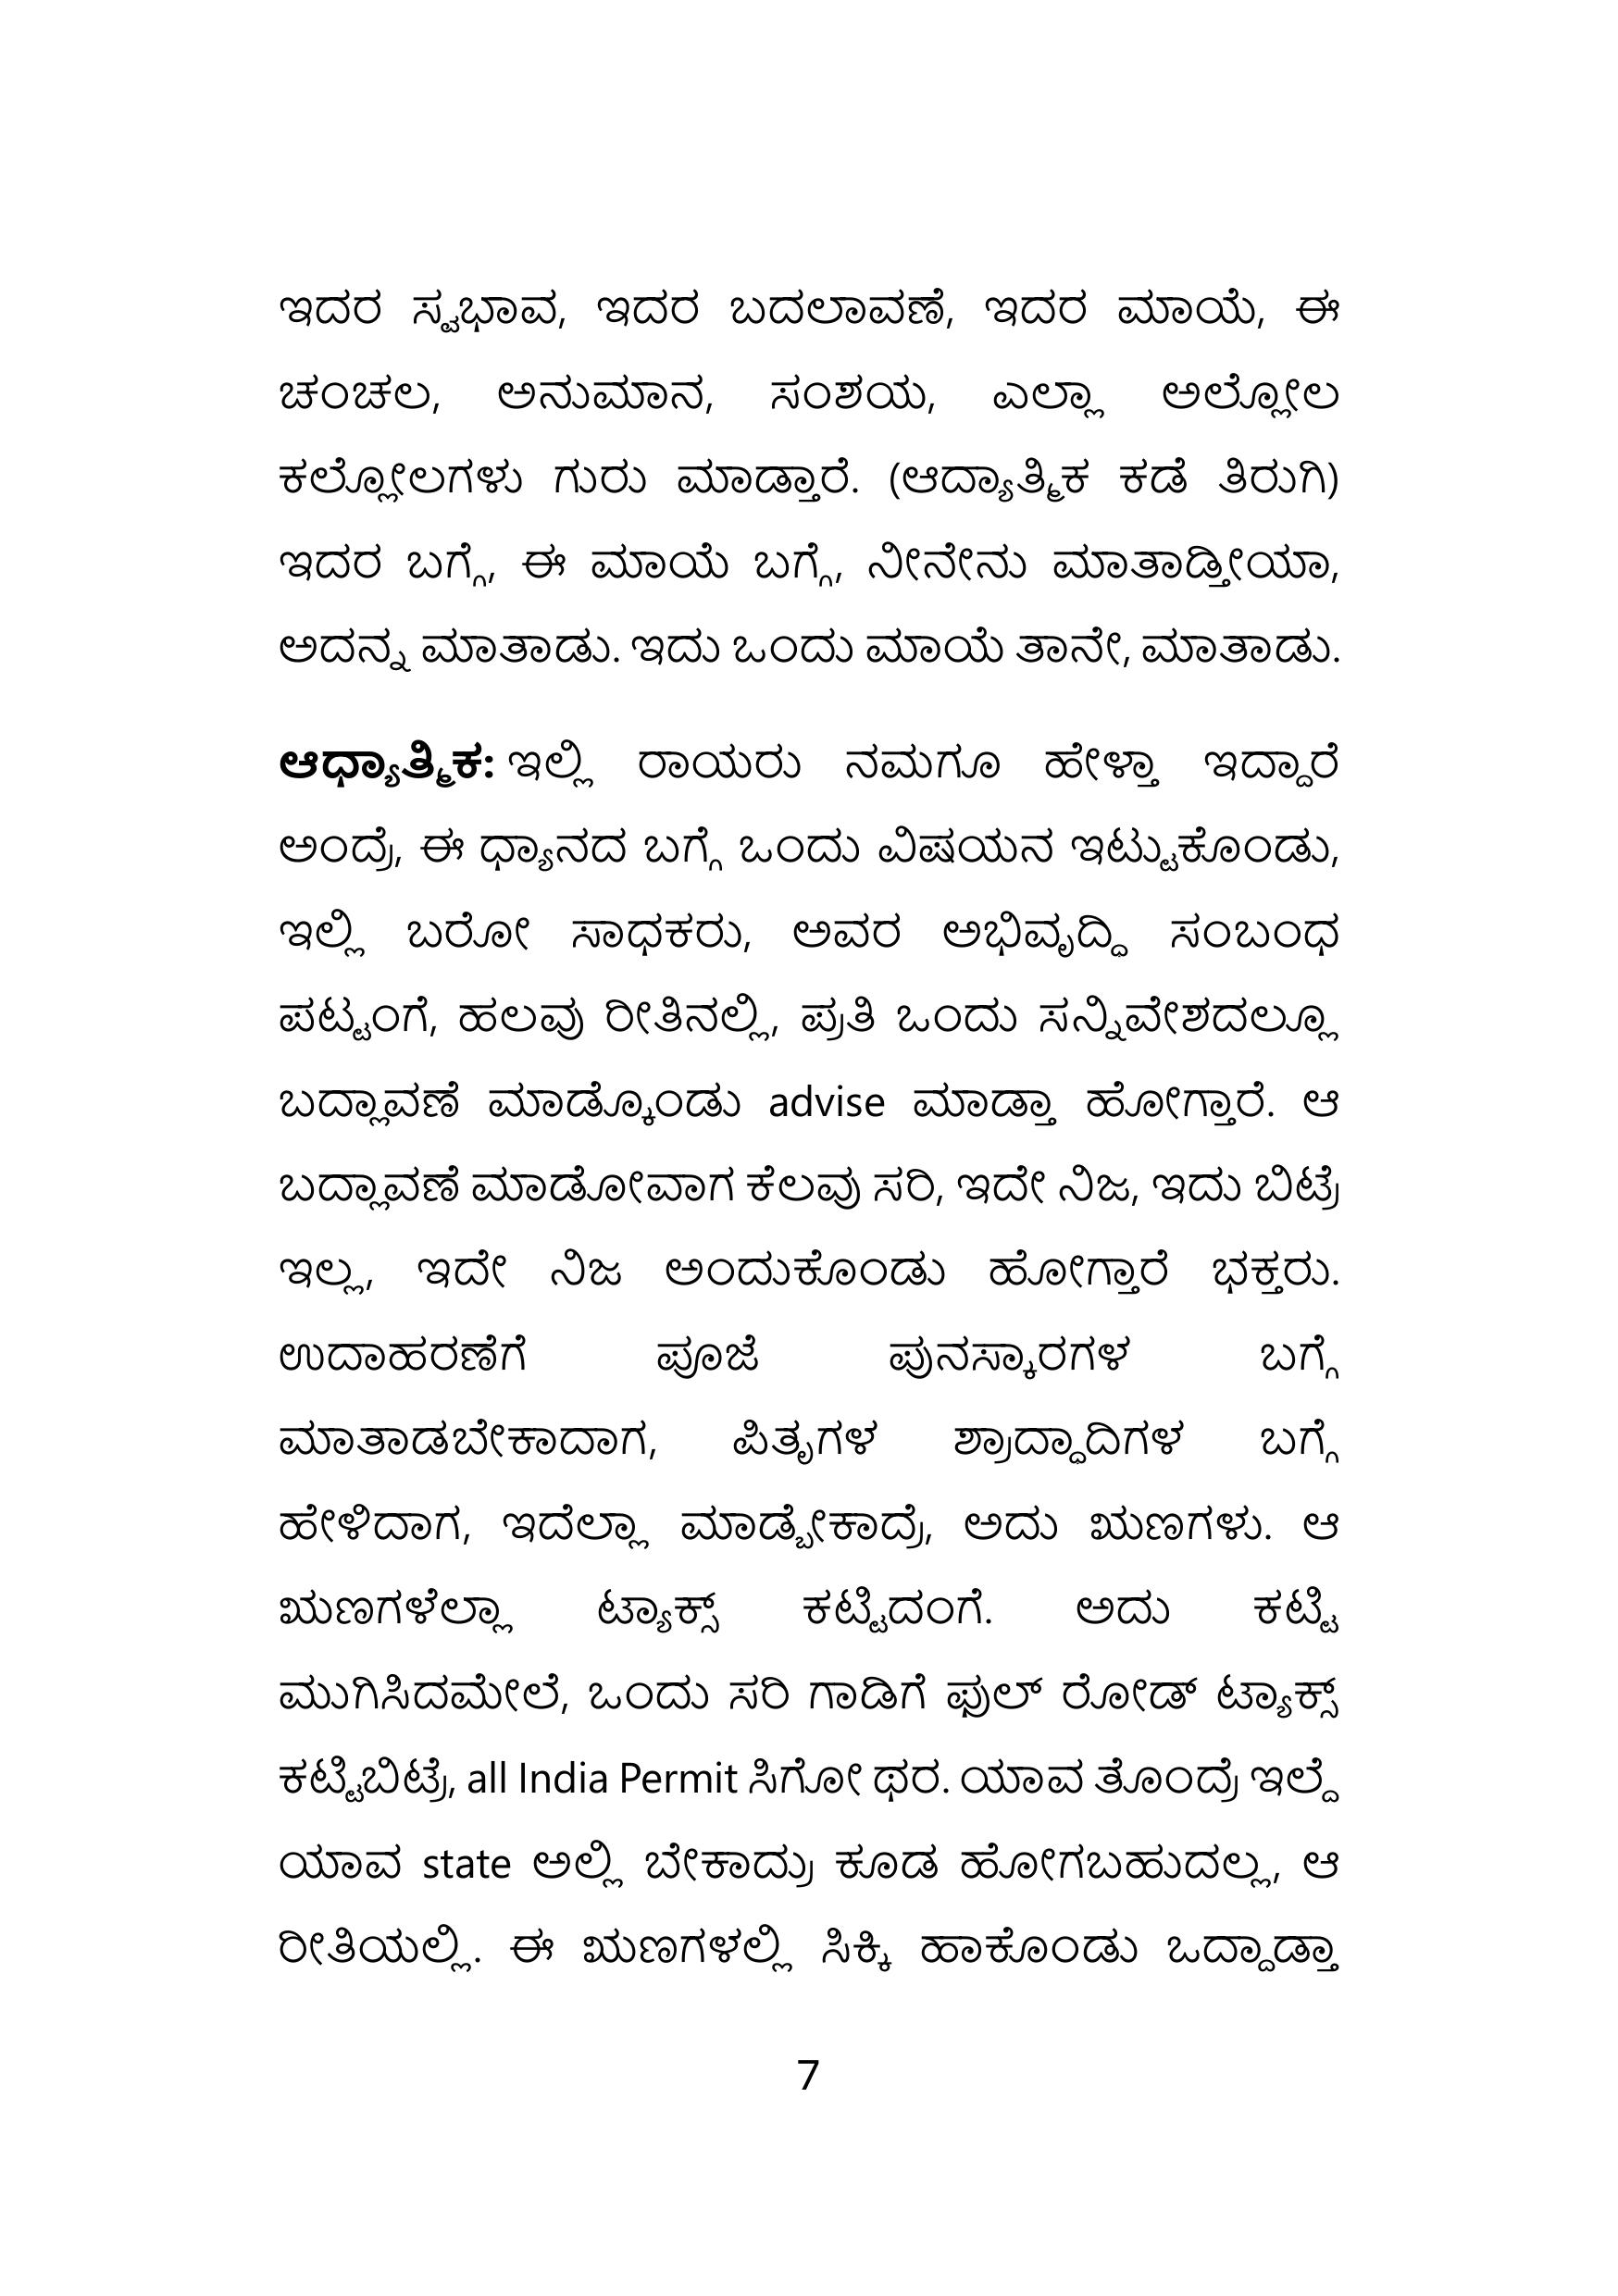 ಇದರ ಸ್ವಭಾವ, ಇದರ ಬದಲಾವಣೆ, ಇದರ ಮಾಯೆ, ಈ
ಚಂಚಲ, ಅನುಮಾನ, ಸಂಶಯ, ಎಲ್ಲಾ ಅಲ್ಲೋಲ
ಕಲ್ಲೋಲಗಳು ಗುರು ಮಾಡ್ತಾರೆ. (ಆದ್ಯಾತ್ಮಿಕ ಕಡೆ ತಿರುಗಿ)
ಇದರ ಬಗ್ಗೆ, ಈ ಮಾಯೆ ಬಗ್ಗೆ, ನೀನೇನು ಮಾತಾಡ್ತೀಯಾ,
ಅದನ್ನ ಮಾತಾಡು. ಇದು ಒಂದು ಮಾಯೆ ತಾನೇ, ಮಾತಾಡು.
ಆಧ್ಯಾತ್ಮಿಕ: ಇಲ್ಲಿ ರಾಯರು ನಮಗೂ ಹೇಳ್ತಾ ಇದ್ದಾರೆ
ಅಂದ್ರೆ, ಈ ಧ್ಯಾನದ ಬಗ್ಗೆ ಒಂದು ವಿಷಯನ ಇಟ್ಟುಕೊಂಡು,
ಇಲ್ಲಿ ಬರೋ ಸಾಧಕರು, ಅವರ ಅಭಿವೃದ್ಧಿ ಸಂಬಂಧ
ಪಟ್ಟಂಗೆ, ಹಲವು ರೀತಿನಲ್ಲಿ, ಪ್ರತಿ ಒಂದು ಸನ್ನಿವೇಶದಲ್ಲೂ
ಬದ್ಲಾವಣೆ ಮಾಡ್ಕೊಂಡು advise ಮಾಡ್ತಾ ಹೋಗ್ತಾರೆ. ಆ
ಬದ್ಲಾವಣೆ ಮಾಡೋವಾಗ ಕೆಲವು ಸರಿ, ಇದೇ ನಿಜ, ಇದು ಬಿಟ್ರೆ
ಇಲ್ಲ, ಇದೇ ನಿಜ ಅಂದುಕೊಂಡು ಹೋಗ್ತಾರೆ ಭಕ್ತರು.
ಉದಾಹರಣೆಗೆ ಪೂಜೆ ಪುನಸ್ಕಾರಗಳ ಬಗ್ಗೆ
ಮಾತಾಡಬೇಕಾದಾಗ, ಪಿತೃಗಳ ಶ್ರಾದ್ಧಾದಿಗಳ ಬಗ್ಗೆ
ಹೇಳಿದಾಗ, ಇದೆಲ್ಲಾ ಮಾಡ್ಬೇಕಾದ್ರೆ, ಅದು ಋಣಗಳು. ಆ
ಋಣಗಳೆಲ್ಲಾ ಟ್ಯಾಕ್ಸ್ ಕಟ್ಟಿದಂಗೆ. ಅದು ಕಟ್ಟಿ
ಮುಗಿಸಿದಮೇಲೆ, ಒಂದು ಸರಿ ಗಾಡಿಗೆ ಫುಲ್ ರೋಡ್ ಟ್ಯಾಕ್ಸ್
ಕಟ್ಟಿಬಿಟ್ರೆ, all India Permit ಸಿಗೋ ಥರ. ಯಾವ ತೊಂದ್ರೆ ಇಲ್ದೆ
ಯಾವ state ಅಲ್ಲಿ ಬೇಕಾದ್ರು ಕೂಡ ಹೋಗಬಹುದಲ್ಲ, ಆ
ರೀತಿಯಲ್ಲಿ. ಈ ಋಣಗಳಲ್ಲಿ ಸಿಕ್ಕಿ ಹಾಕೊಂಡು ಒದ್ದಾಡ್ತಾ
7